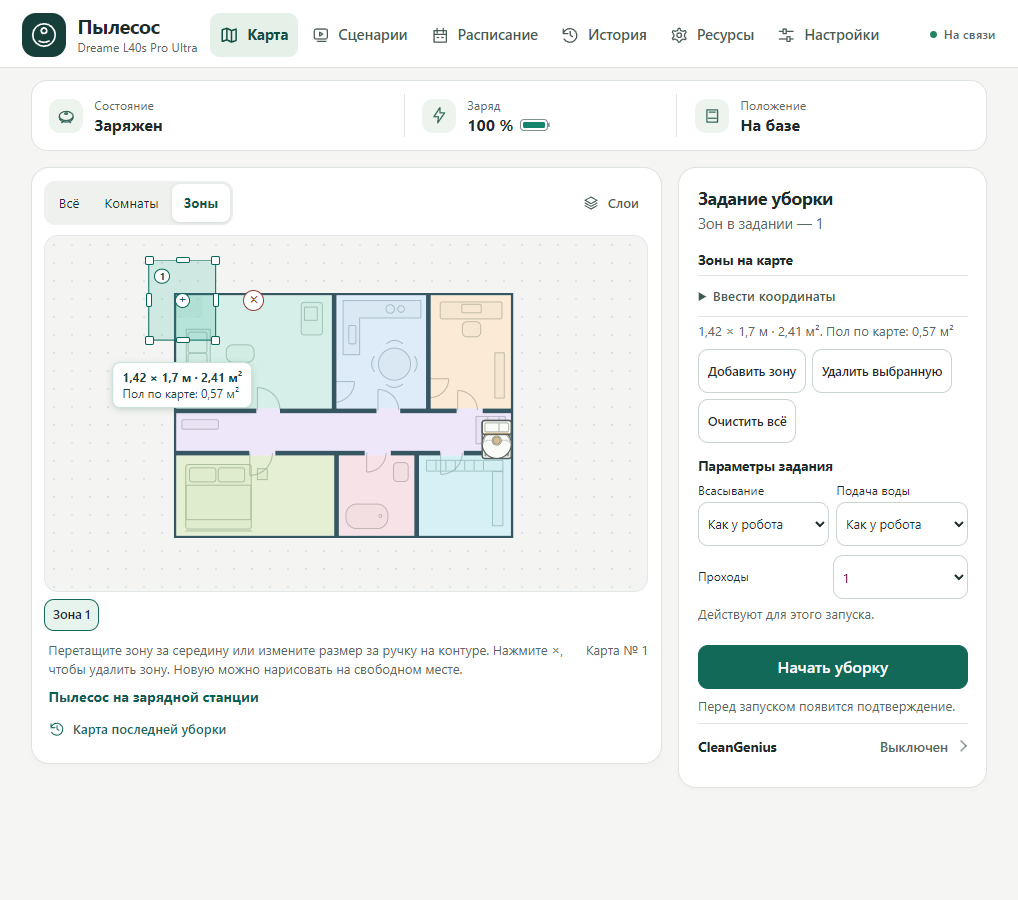 Пылесос
Dreame L40s Pro Ultra
Карта
Сценарии
Расписание
История
Ресурсы
Настройки
На связи
Состояние
Заряжен
Заряд
100 %
Положение
На базе
Всё
Комнаты
Зоны
Слои
1
1,42 × 1,7 м · 2,41 м²
Пол по карте: 0,57 м²
Зона 1
Перетащите зону за середину или измените размер за ручку на контуре. Нажмите ×,
чтобы удалить зону. Новую можно нарисовать на свободном месте.
Карта № 1
Пылесос на зарядной станции
Карта последней уборки
Задание уборки
Зон в задании — 1
Зоны на карте
Ввести координаты
1,42 × 1,7 м · 2,41 м². Пол по карте: 0,57 м²
Добавить зону
Удалить выбранную
Очистить всё
Параметры задания
Всасывание
Подача воды
Как у робота
Как у робота
Проходы
1
Действуют для этого запуска.
Начать уборку
Перед запуском появится подтверждение.
CleanGenius
Выключен